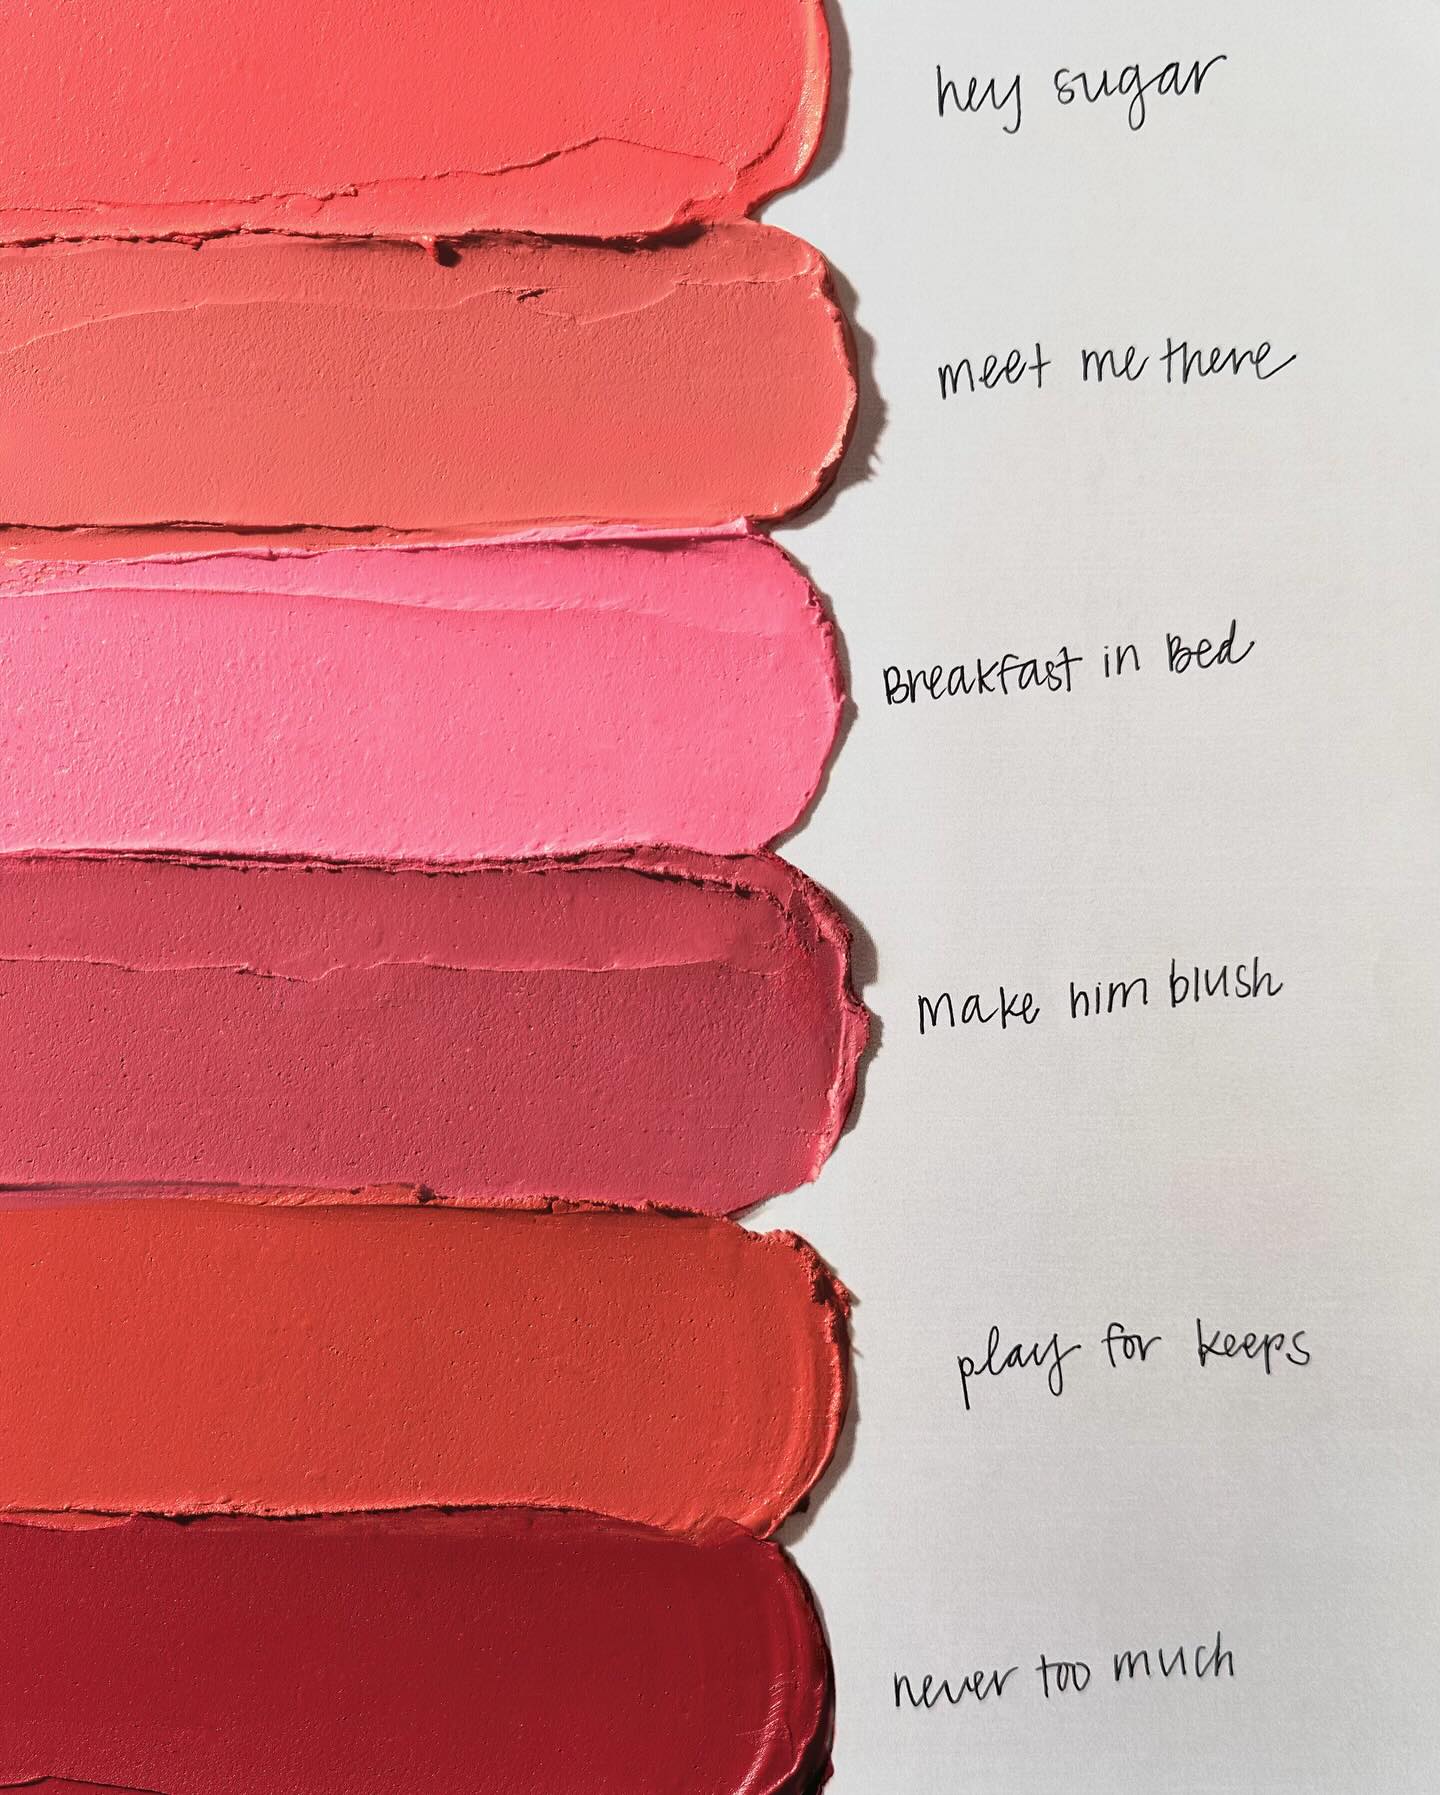 hey sugar
meet me there
Breakfast in Bed
Make him blush
play for keeps
never too much